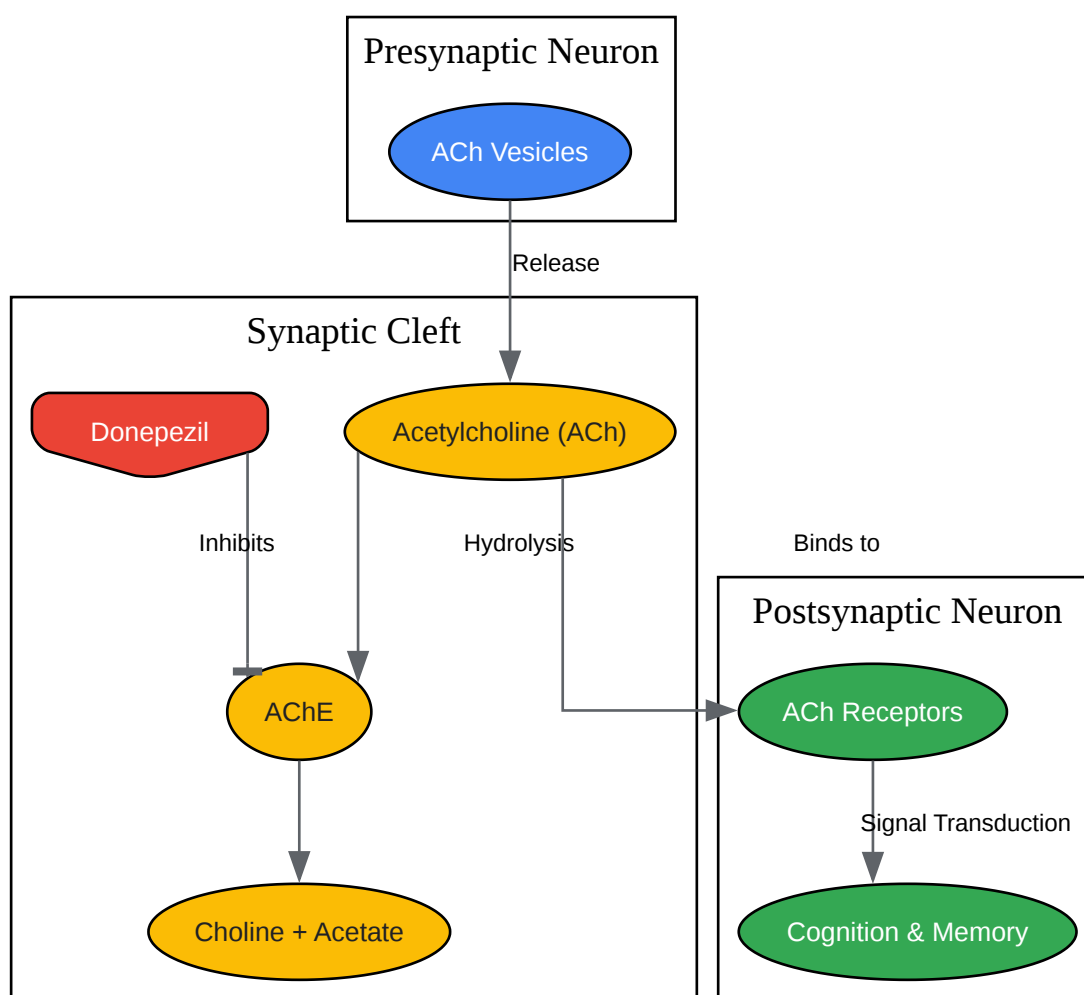 Presynaptic Neuron
ACh Vesicles
Release
Synaptic Cleft
Donepezil
Acetylcholine (ACh)
Inhibits
Hydrolysis
Binds to
Postsynaptic Neuron
AChE
ACh Receptors
Signal Transduction
Choline + Acetate
Cognition & Memory